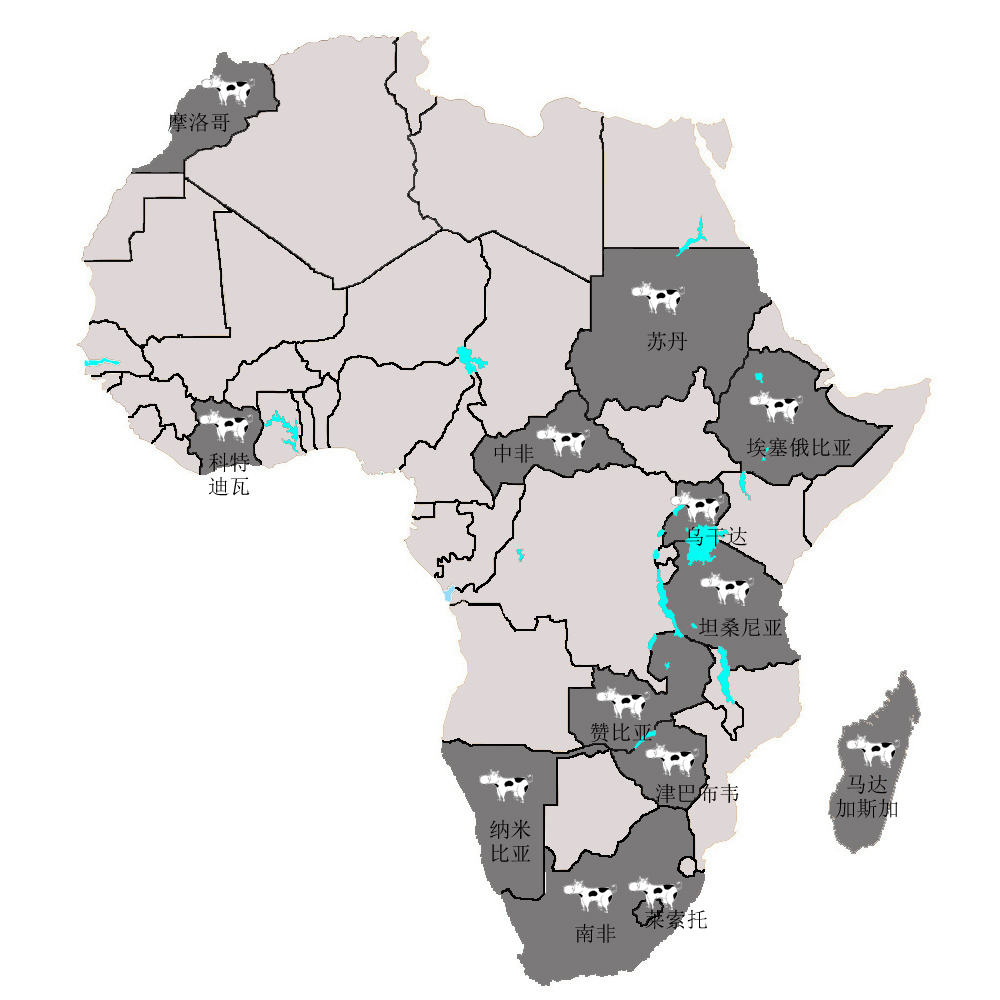 摩洛哥
苏丹
科特
迪瓦
中非
埃塞俄比亚
乌干达
坦桑尼亚
赞比亚
津巴布韦
马达
加斯加
纳米
比亚
莱索托
南非